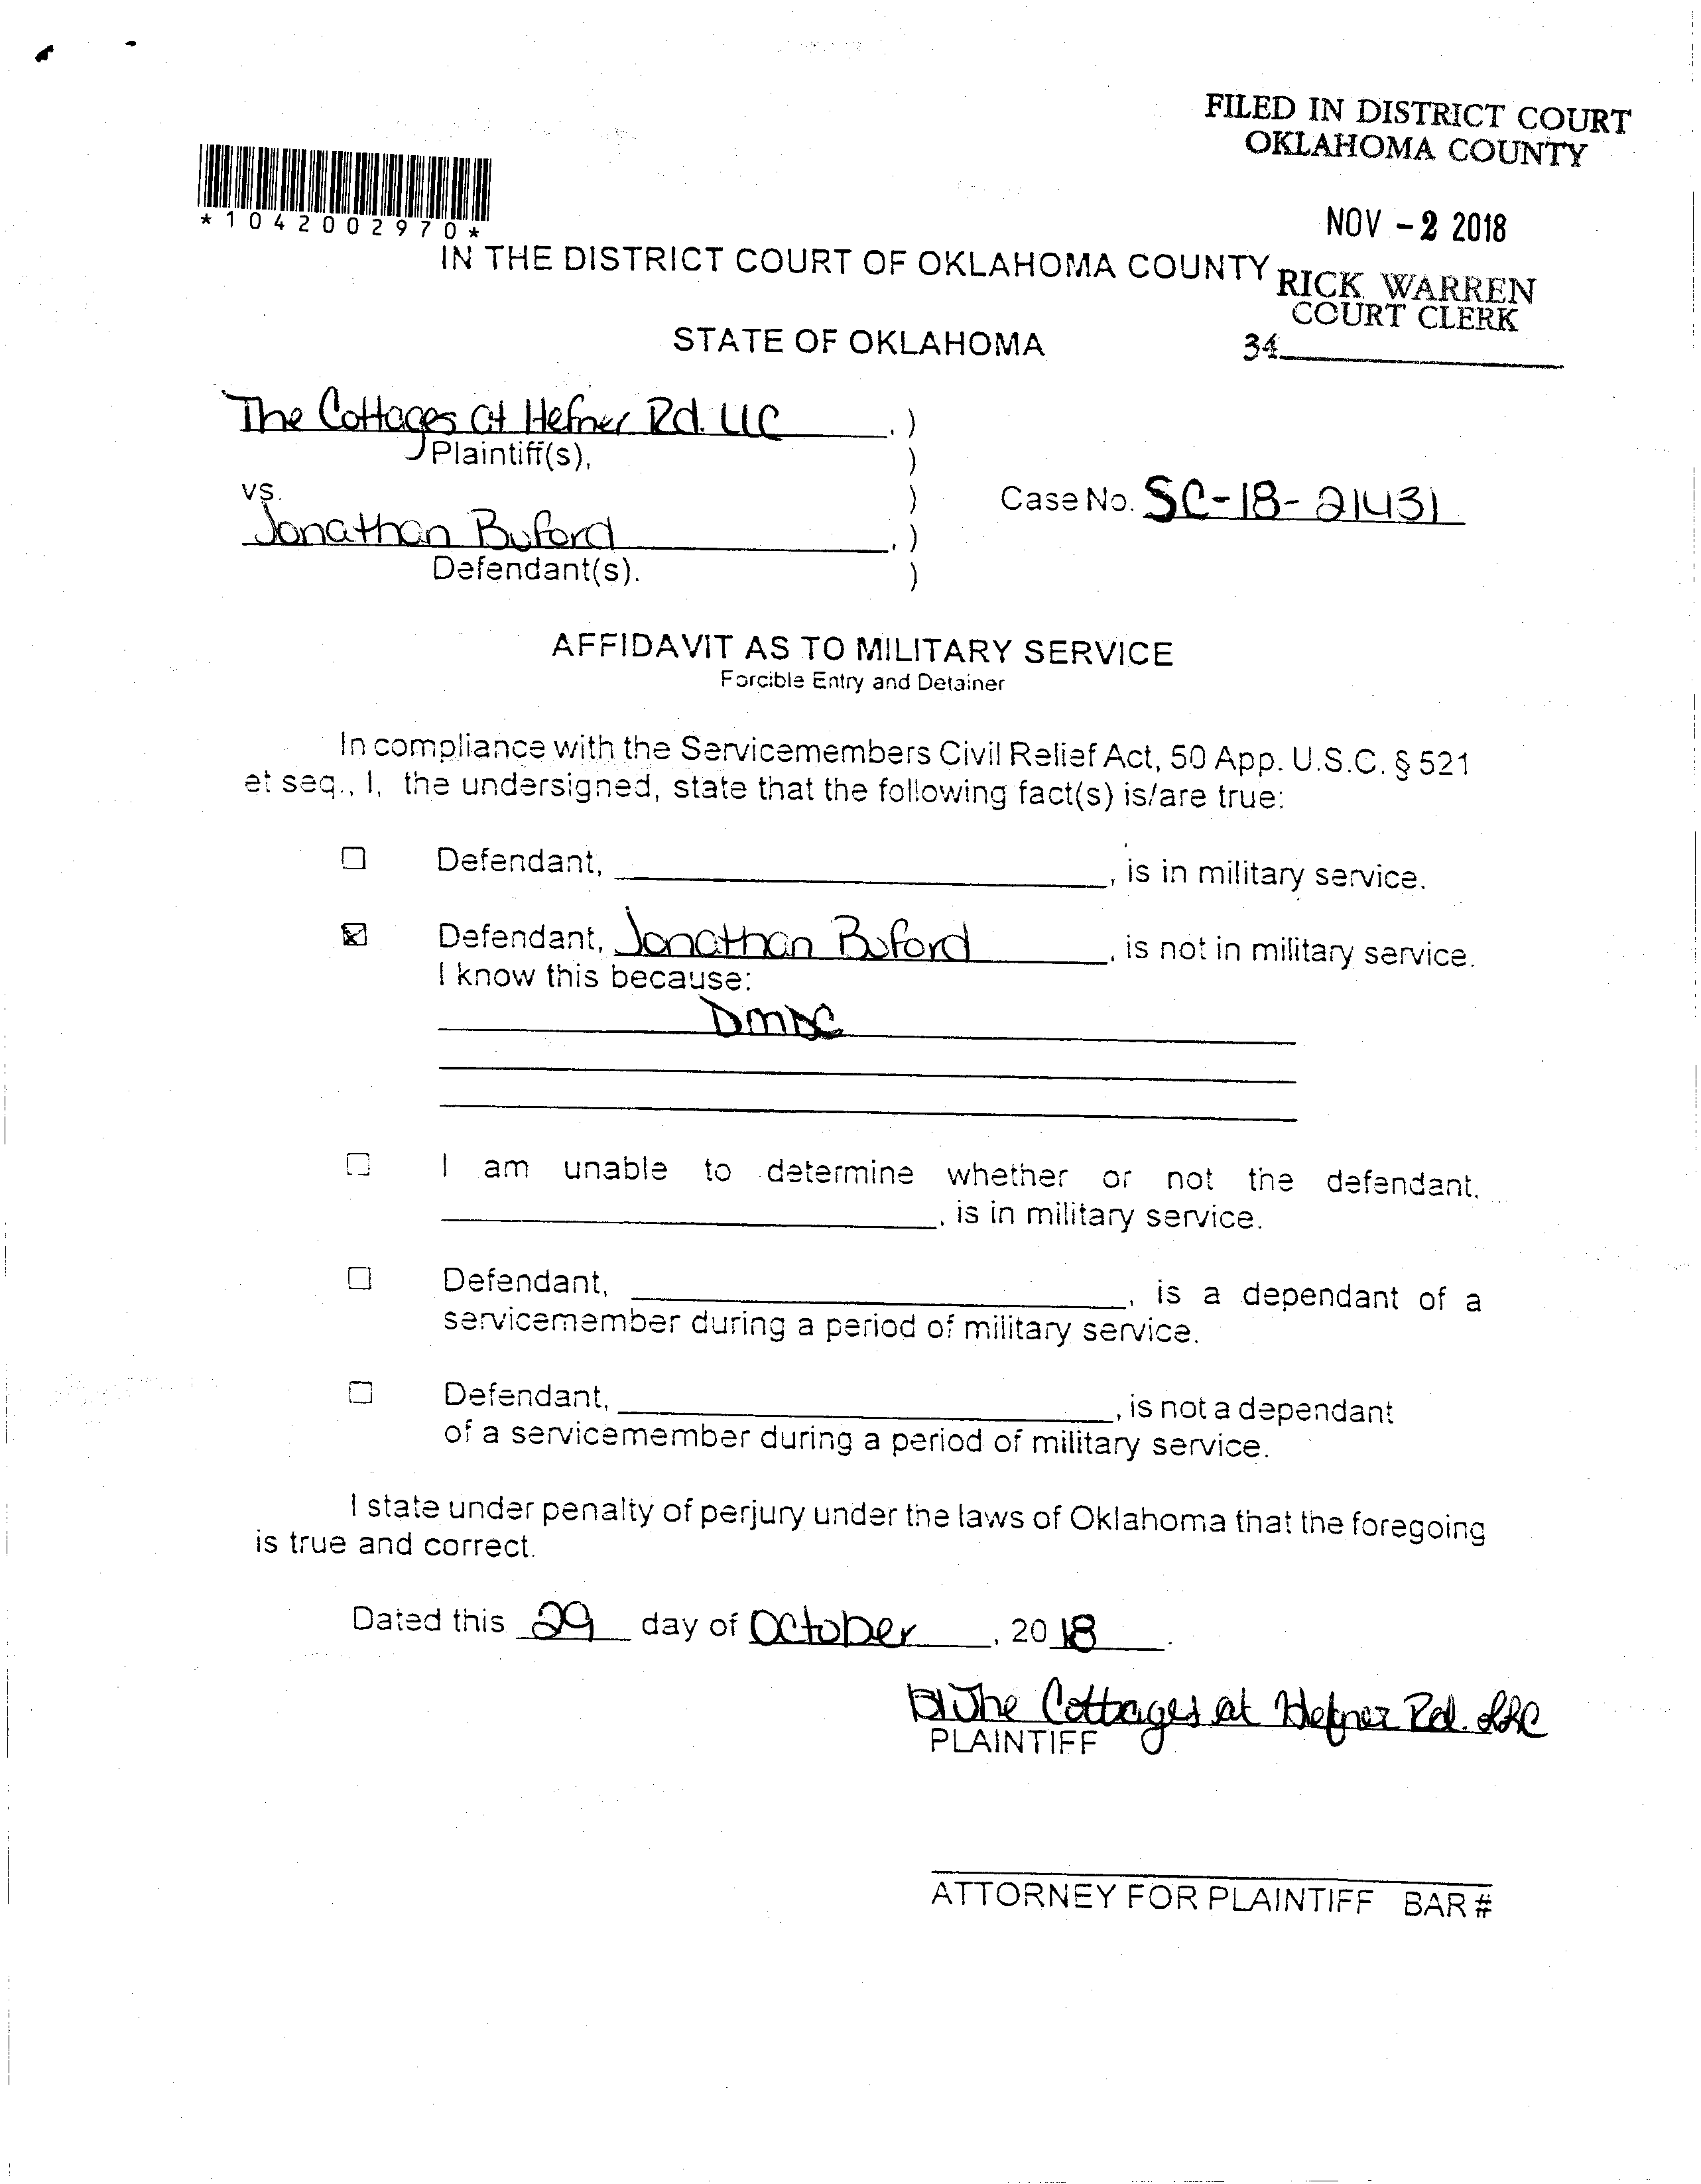 FILED IN DISTRICT COURT
OKLAHOMA COUNTY
*1042002970*
NOV -2 2018
IN THE DISTRICT COURT OF OKLAHOMA COUNTY
RICK WARREN
COURT CLERK
STATE OF OKLAHOMA
34
The Cottages at Hefner Rd. LLC , )
Plaintiff(s), )
vs. )
Case No. SC-18-21431
Jonathan Buford , )
Defendant(s). )
AFFIDAVIT AS TO MILITARY SERVICE
Forcible Entry and Detainer
In compliance with the Servicemembers Civil Relief Act, 50 App. U.S.C. § 521
et seq., I, the undersigned, state that the following fact(s) is/are true:
☐ Defendant, , is in military service.
☒ Defendant, Jonathan Buford , is not in military service.
I know this because:
DMDC
☐ I am unable to determine whether or not the defendant,
, is in military service.
☐ Defendant, , is a dependant of a
servicemember during a period of military service.
☐ Defendant, , is not a dependant
of a servicemember during a period of military service.
I state under penalty of perjury under the laws of Oklahoma that the foregoing
is true and correct.
Dated this 29 day of October , 20 18 .
The Cottages at Hefner Rd. LLC
PLAINTIFF
ATTORNEY FOR PLAINTIFF BAR #